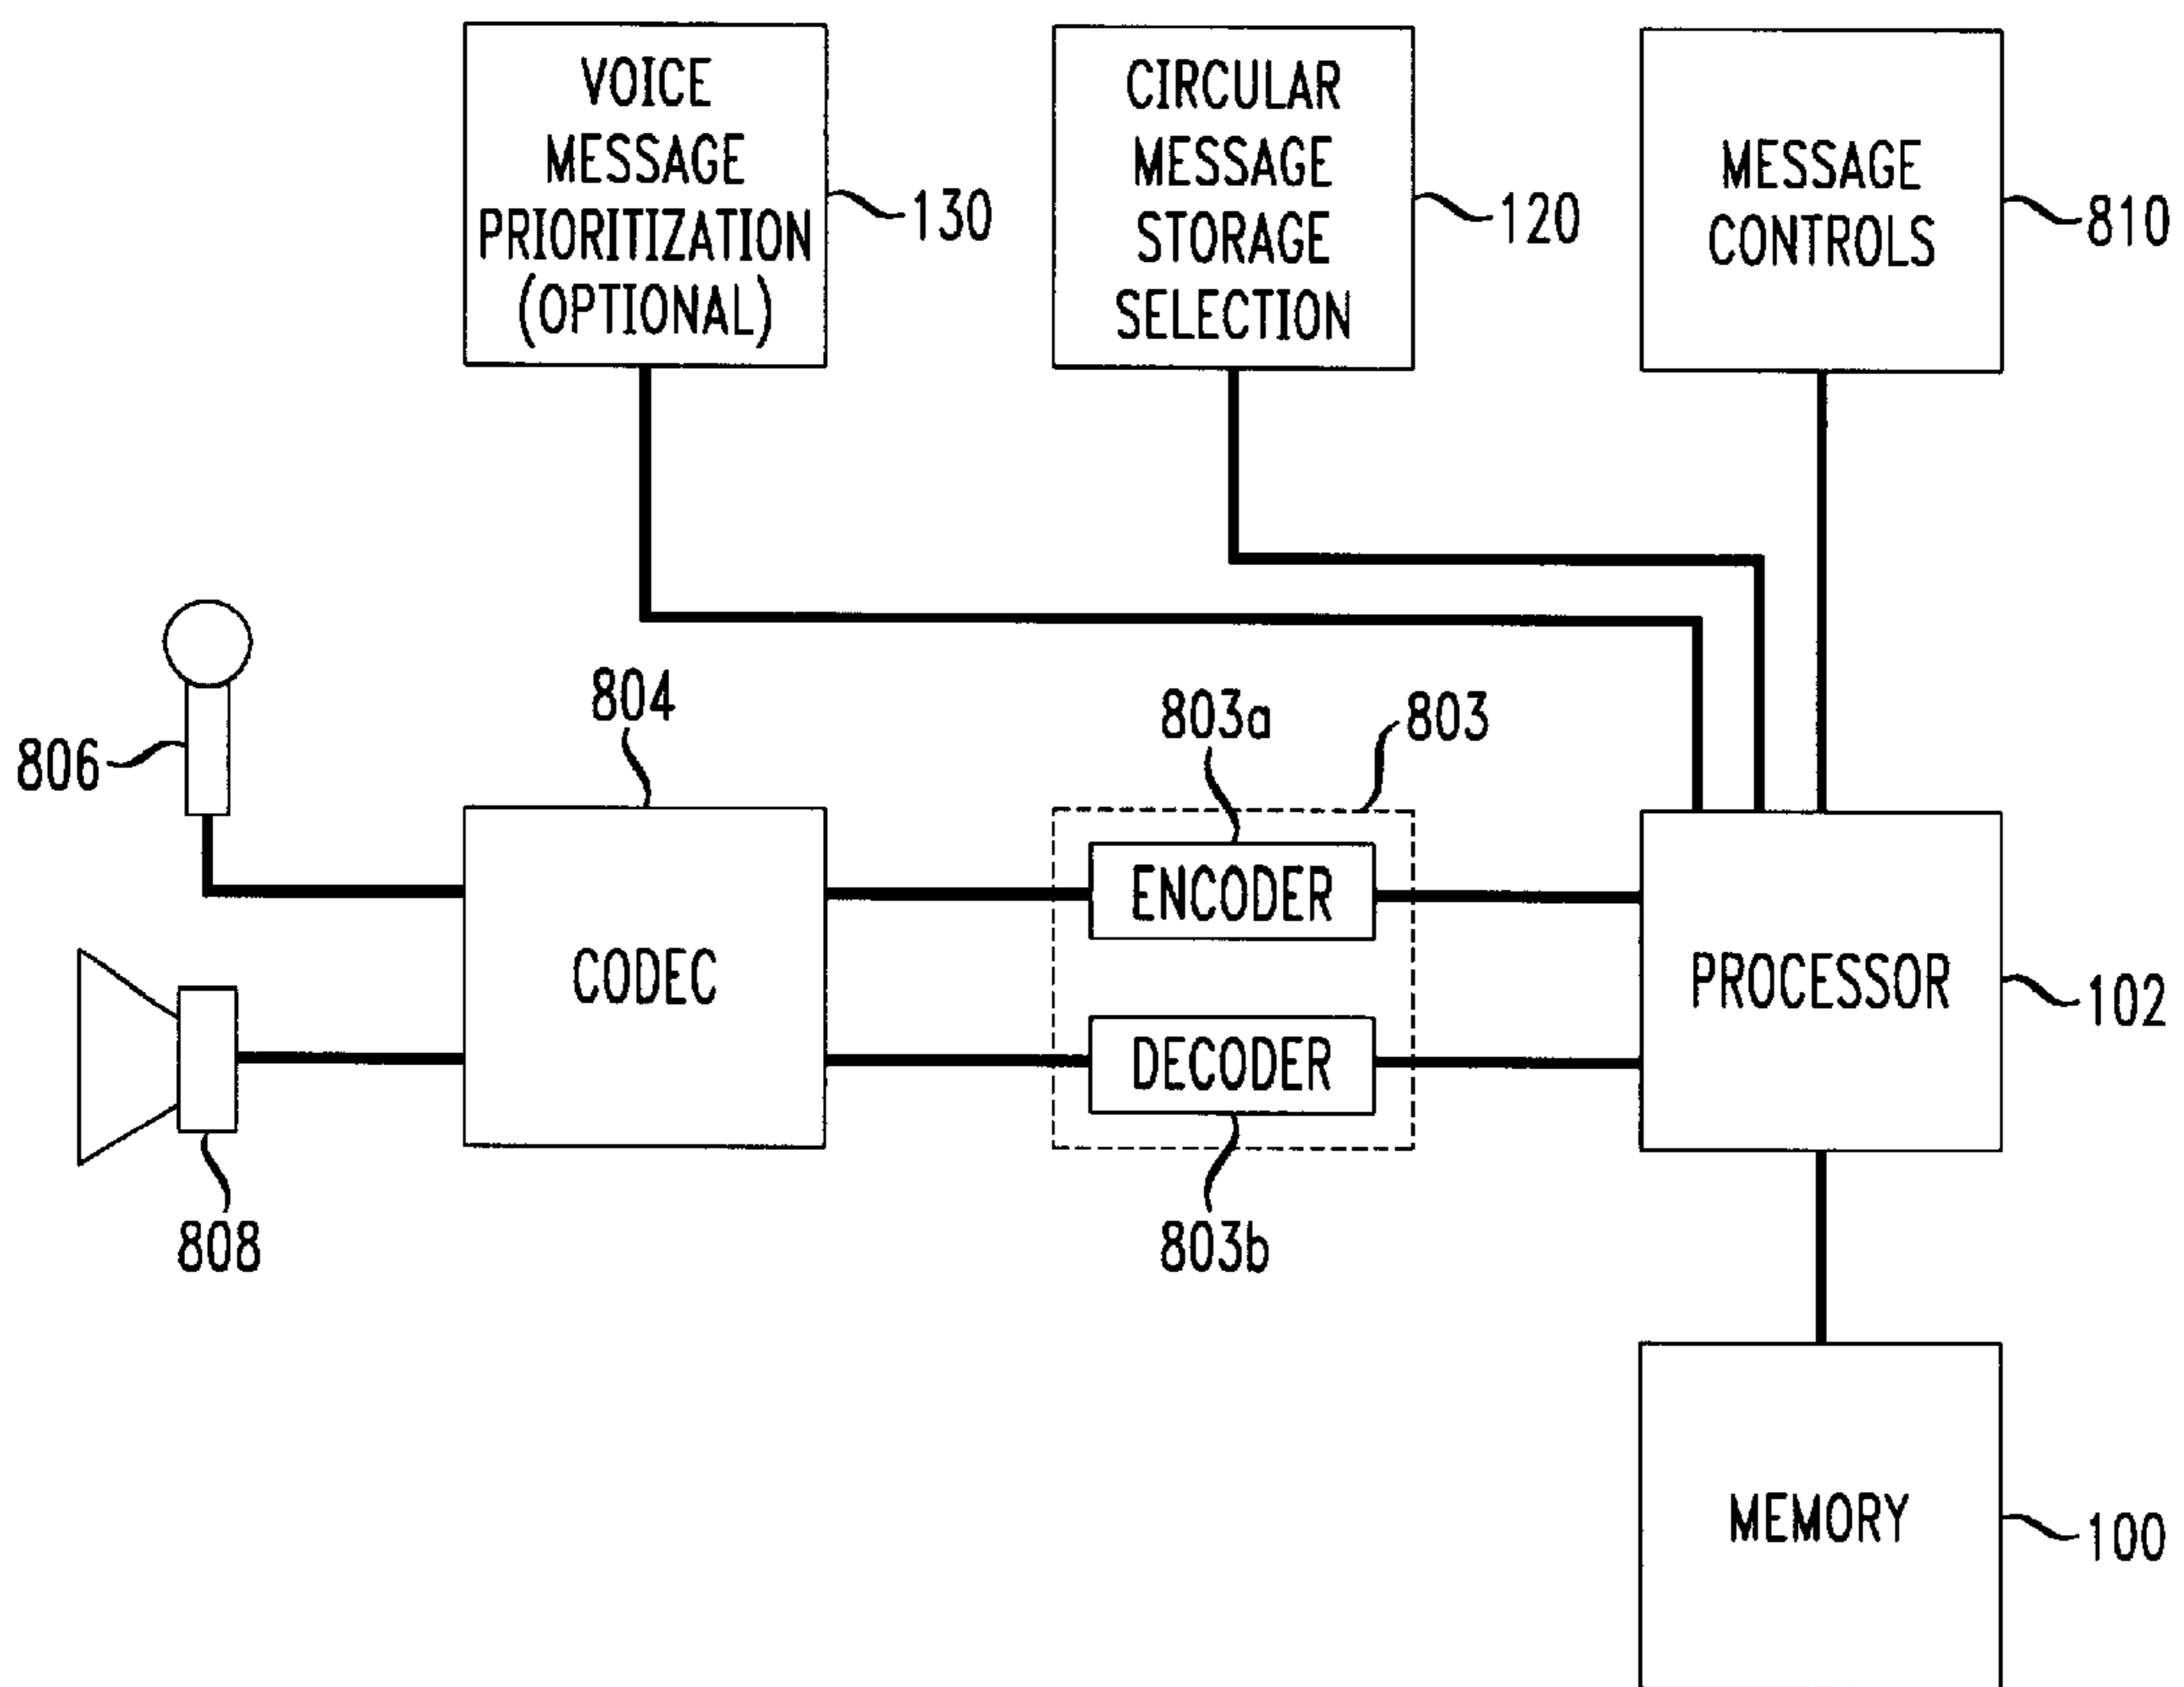 VOICE
MESSAGE
PRIORITIZATION
(OPTIONAL)
130
CIRCULAR
MESSAGE
STORAGE
SELECTION
120
MESSAGE
CONTROLS
810
806
804
803a
803
CODEC
ENCODER
DECODER
PROCESSOR
102
808
803b
MEMORY
100